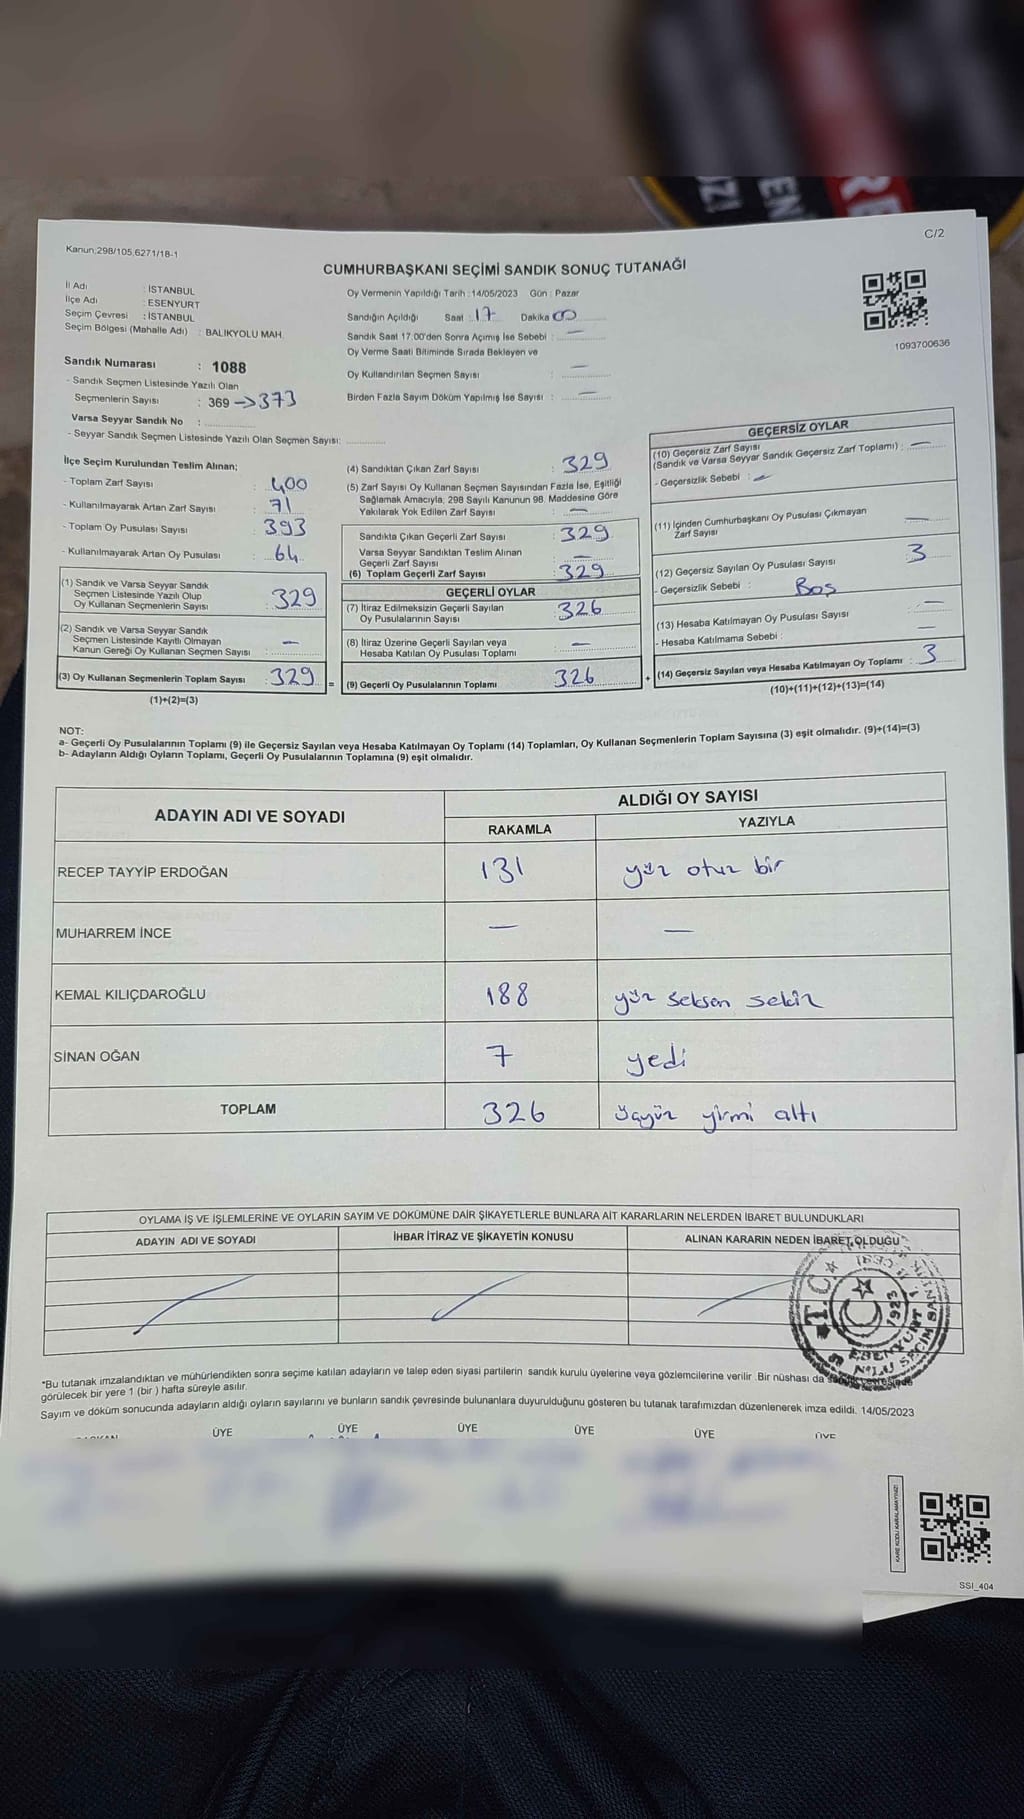 UZ!
EN
RE
C/2
Kanun;298/105,6271/18-1
CUMHURBAŞKANI SEÇİMİ SANDIK SONUÇ TUTANAĞI
İl Adı : İSTANBUL
İlçe Adı : ESENYURT
Seçim Çevresi : İSTANBUL
Seçim Bölgesi (Mahalle Adı) : BALIKYOLU MAH.
Oy Vermenin Yapıldığı Tarih : 14/05/2023 Gün : Pazar
Sandığın Açıldığı Saat : 17 Dakika 00
Sandık Saat 17.00'den Sonra Açımış İse Sebebi : —
Oy Verme Saati Bitiminde Sırada Bekleyen ve
Oy Kullandırılan Seçmen Sayısı : —
Birden Fazla Sayım Döküm Yapılmış İse Sayısı : —
1093700636
Sandık Numarası : 1088
- Sandık Seçmen Listesinde Yazılı Olan
Seçmenlerin Sayısı : 369 -> 373
Varsa Seyyar Sandık No :
- Seyyar Sandık Seçmen Listesinde Yazılı Olan Seçmen Sayısı:
İlçe Seçim Kurulundan Teslim Alınan;
- Toplam Zarf Sayısı : 400
- Kullanılmayarak Artan Zarf Sayısı : 71
- Toplam Oy Pusulası Sayısı : 393
- Kullanılmayarak Artan Oy Pusulası : 64
(1) Sandık ve Varsa Seyyar Sandık
Seçmen Listesinde Yazılı Olup
Oy Kullanan Seçmenlerin Sayısı : 329
(2) Sandık ve Varsa Seyyar Sandık
Seçmen Listesinde Kayıtlı Olmayan
Kanun Gereği Oy Kullanan Seçmen Sayısı : —
(3) Oy Kullanan Seçmenlerin Toplam Sayısı : 329 =
(1)+(2)=(3)
(4) Sandıktan Çıkan Zarf Sayısı : 329
(5) Zarf Sayısı Oy Kullanan Seçmen Sayısından Fazla İse, Eşitliği
Sağlamak Amacıyla; 298 Sayılı Kanunun 98. Maddesine Göre
Yakılarak Yok Edilen Zarf Sayısı : —
Sandıkta Çıkan Geçerli Zarf Sayısı : 329
Varsa Seyyar Sandıktan Teslim Alınan
Geçerli Zarf Sayısı : —
(6) Toplam Geçerli Zarf Sayısı : 329
GEÇERLİ OYLAR
(7) İtiraz Edilmeksizin Geçerli Sayılan
Oy Pusulalarının Sayısı : 326
(8) İtiraz Üzerine Geçerli Sayılan veya
Hesaba Katılan Oy Pusulası Toplamı : —
(9) Geçerli Oy Pusulalarının Toplamı : 326 +
GEÇERSİZ OYLAR
(10) Geçersiz Zarf Sayısı
(Sandık ve Varsa Seyyar Sandık Geçersiz Zarf Toplamı) : —
- Geçersizlik Sebebi : —
(11) İçinden Cumhurbaşkanı Oy Pusulası Çıkmayan
Zarf Sayısı : —
(12) Geçersiz Sayılan Oy Pusulası Sayısı : 3
- Geçersizlik Sebebi : Boş
(13) Hesaba Katılmayan Oy Pusulası Sayısı : —
- Hesaba Katılmama Sebebi : —
(14) Geçersiz Sayılan veya Hesaba Katılmayan Oy Toplamı : 3
(10)+(11)+(12)+(13)=(14)
NOT:
a- Geçerli Oy Pusulalarının Toplamı (9) ile Geçersiz Sayılan veya Hesaba Katılmayan Oy Toplamı (14) Toplamları, Oy Kullanan Seçmenlerin Toplam Sayısına (3) eşit olmalıdır. (9)+(14)=(3)
b- Adayların Aldığı Oyların Toplamı, Geçerli Oy Pusulalarının Toplamına (9) eşit olmalıdır.
ADAYIN ADI VE SOYADI ALDIĞI OY SAYISI
RAKAMLA YAZIYLA
RECEP TAYYİP ERDOĞAN 131 yüz otuz bir
MUHARREM İNCE — —
KEMAL KILIÇDAROĞLU 188 yüz seksen sekiz
SİNAN OĞAN 7 yedi
TOPLAM 326 üçyüz yirmi altı
OYLAMA İŞ VE İŞLEMLERİNE VE OYLARIN SAYIM VE DÖKÜMÜNE DAİR ŞİKAYETLERLE BUNLARA AİT KARARLARIN NELERDEN İBARET BULUNDUKLARI
ADAYIN ADI VE SOYADI İHBAR İTİRAZ VE ŞİKAYETİN KONUSU ALINAN KARARIN NEDEN İBARET OLDUĞU
T.C.
1923
ESENYURT 1
NOLU SEÇİM SAN
*Bu tutanak imzalandıktan ve mühürlendikten sonra seçime katılan adayların ve talep eden siyasi partilerin sandık kurulu üyelerine veya gözlemcilerine verilir .Bir nüshası da sandık çevresinde
görülecek bir yere 1 (bir ) hafta süreyle asılır.
Sayım ve döküm sonucunda adayların aldığı oyların sayılarını ve bunların sandık çevresinde bulunanlara duyurulduğunu gösteren bu tutanak tarafımızdan düzenlenerek imza edildi. 14/05/2023
ÜYE ÜYE ÜYE ÜYE ÜYE ÜYE
KARE KODU KARALAMAYINIZ!
SSI_404